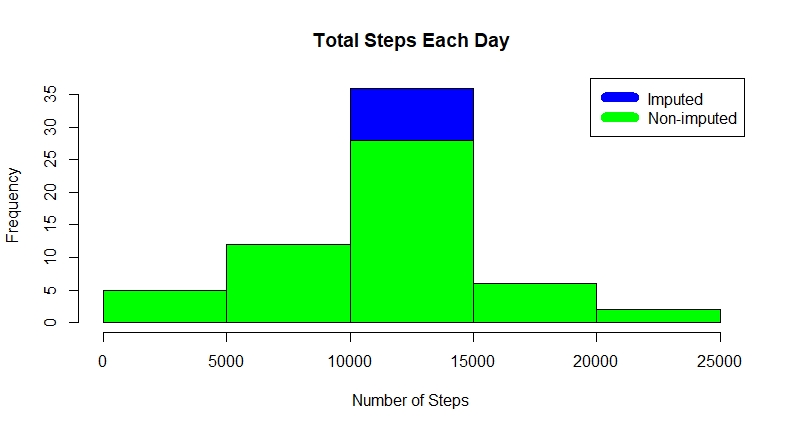 Total Steps Each Day
Imputed
Non-imputed
Frequency
35
30
25
20
15
10
5
0
0 5000 10000 15000 20000 25000
Number of Steps